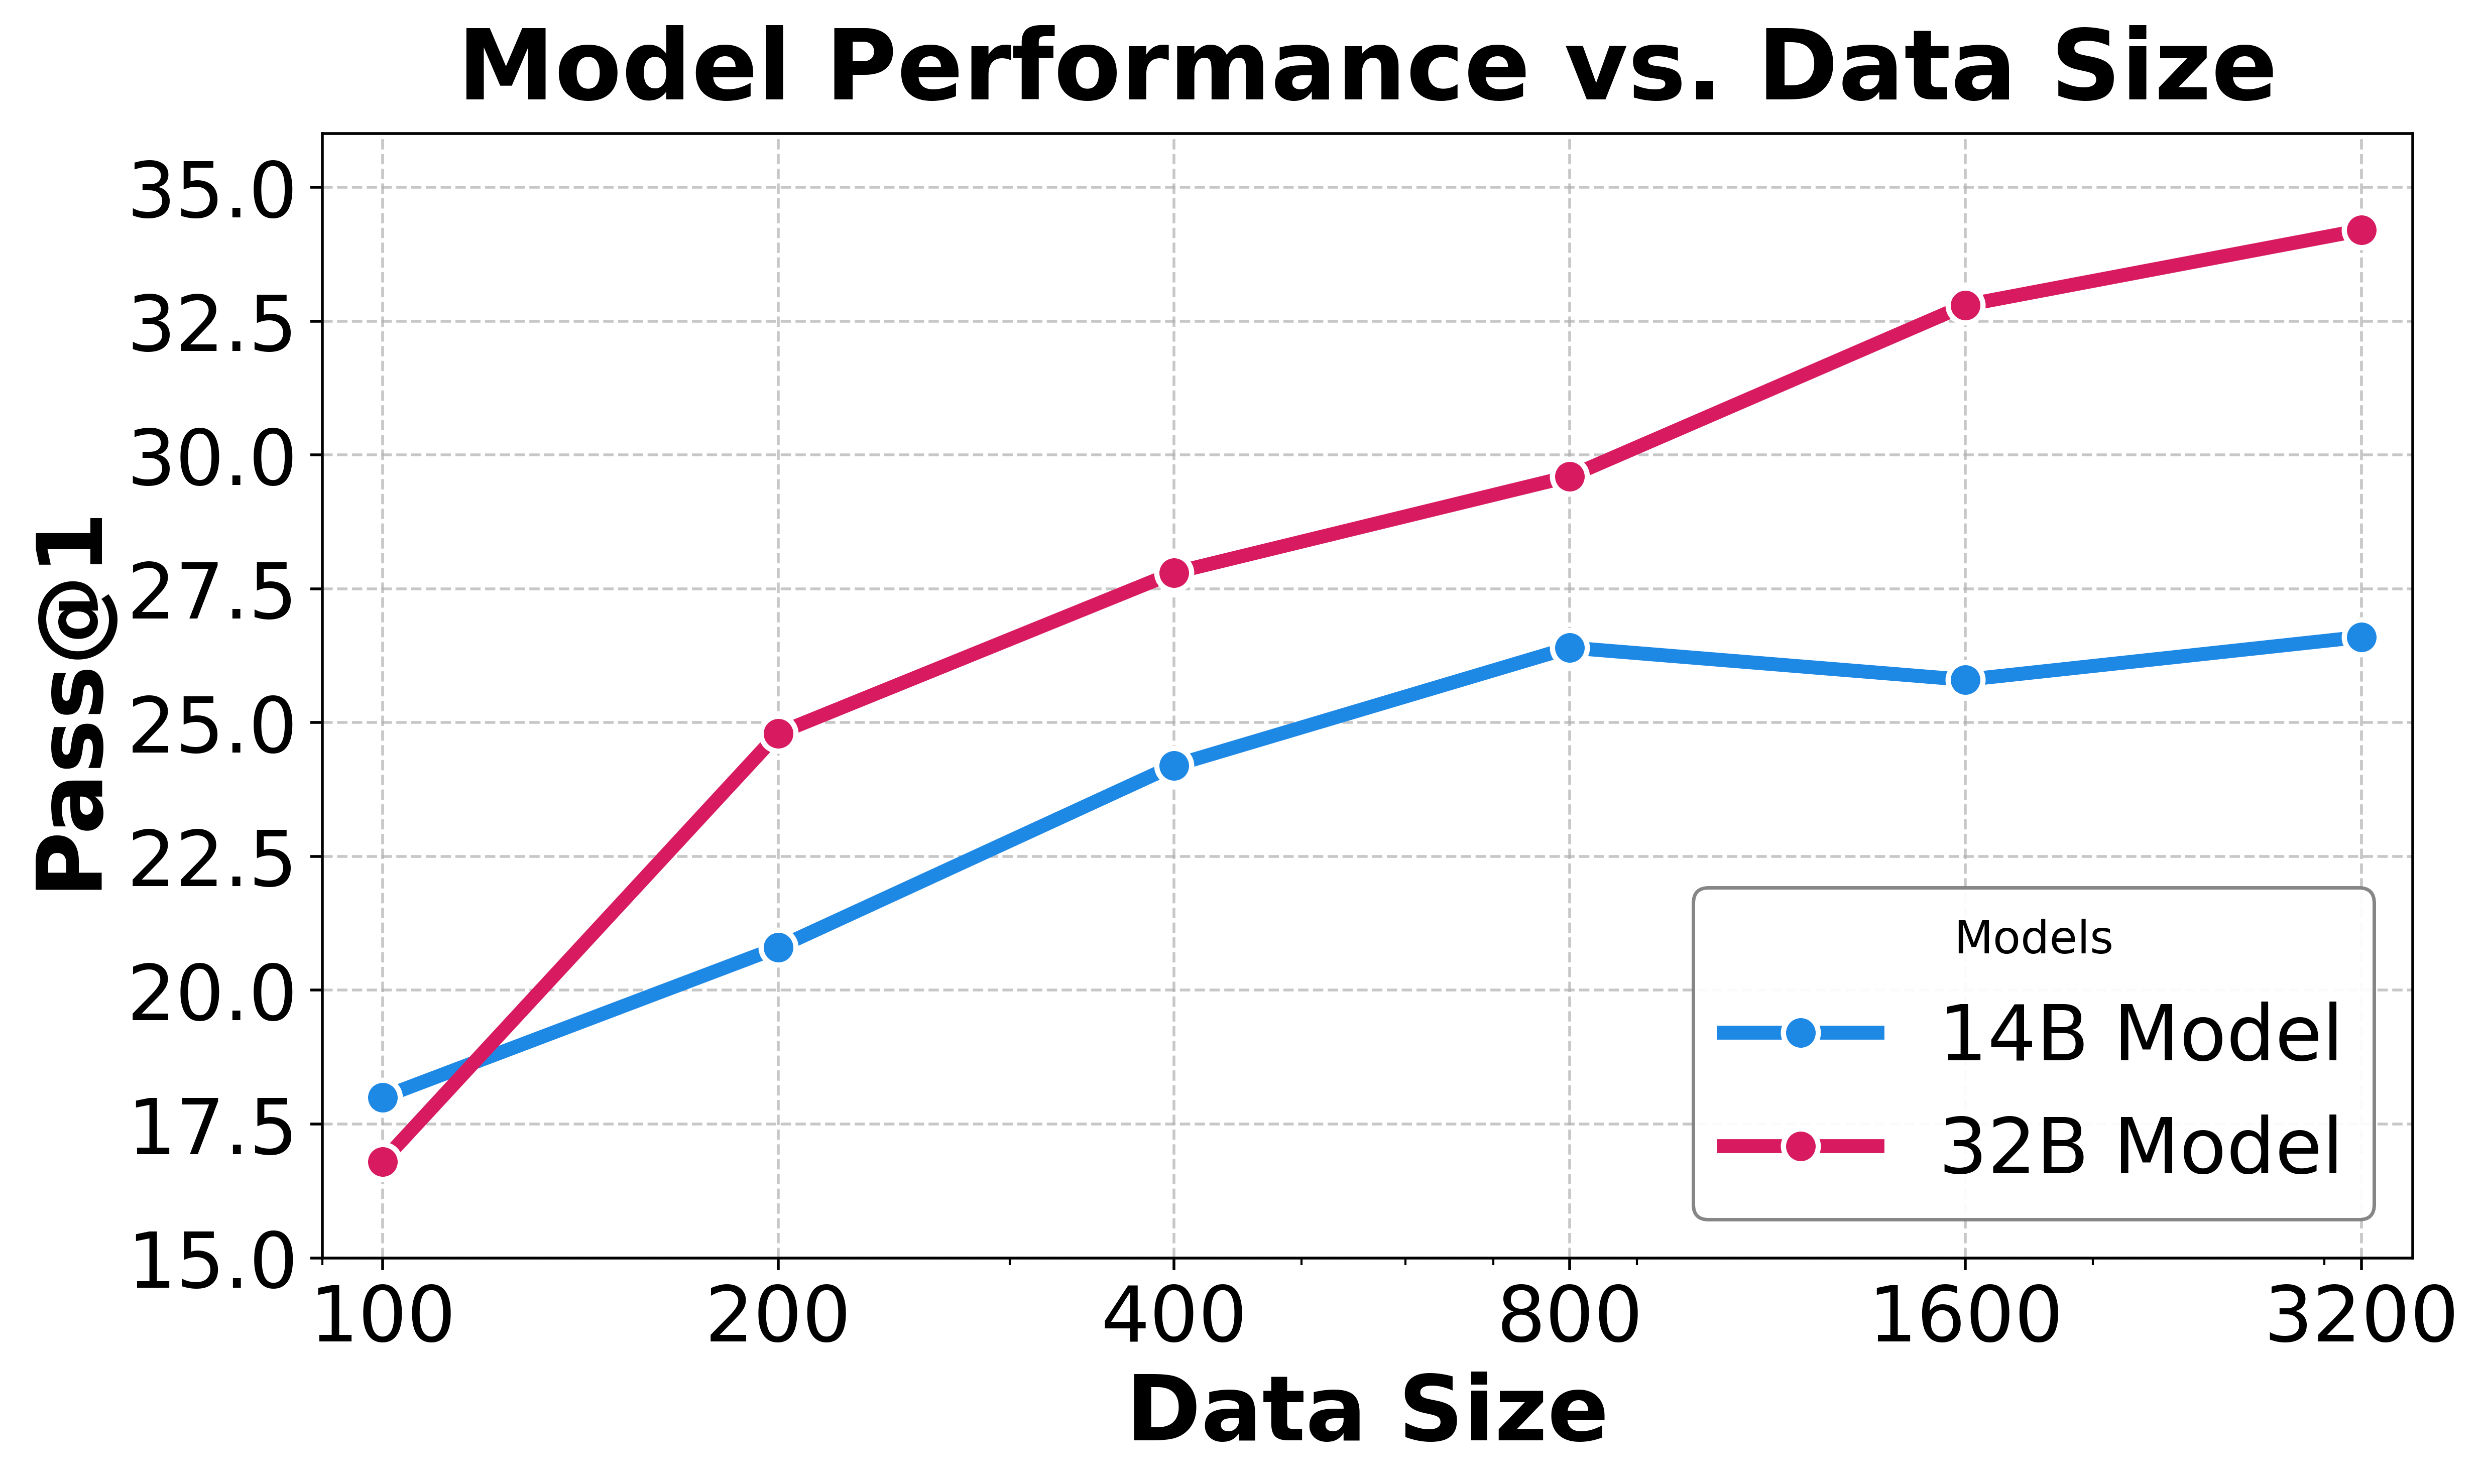 Model Performance vs. Data Size
Pass@1
35.0
32.5
30.0
27.5
25.0
22.5
20.0
17.5
15.0
Models
14B Model
32B Model
100 200 400 800 1600 3200
Data Size